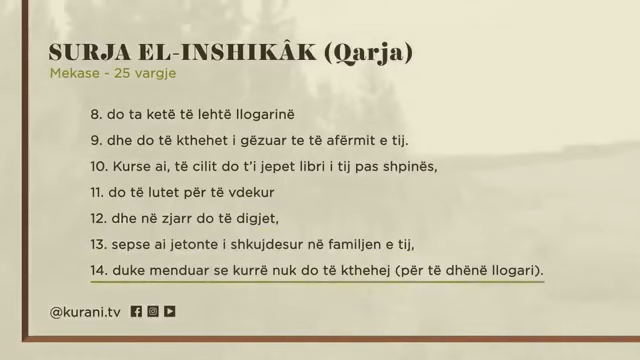 SURJA EL-INSHIKÂK (Qarja)
Mekase - 25 vargje
8. do ta ketë të lehtë llogarinë
9. dhe do të kthehet i gëzuar te të afërmit e tij.
10. Kurse ai, të cilit do t'i jepet libri i tij pas shpinës,
11. do të lutet për të vdekur
12. dhe në zjarr do të digjet,
13. sepse ai jetonte i shkujdesur në familjen e tij,
14. duke menduar se kurrë nuk do të kthehej (për të dhënë llogari).
@kurani.tv